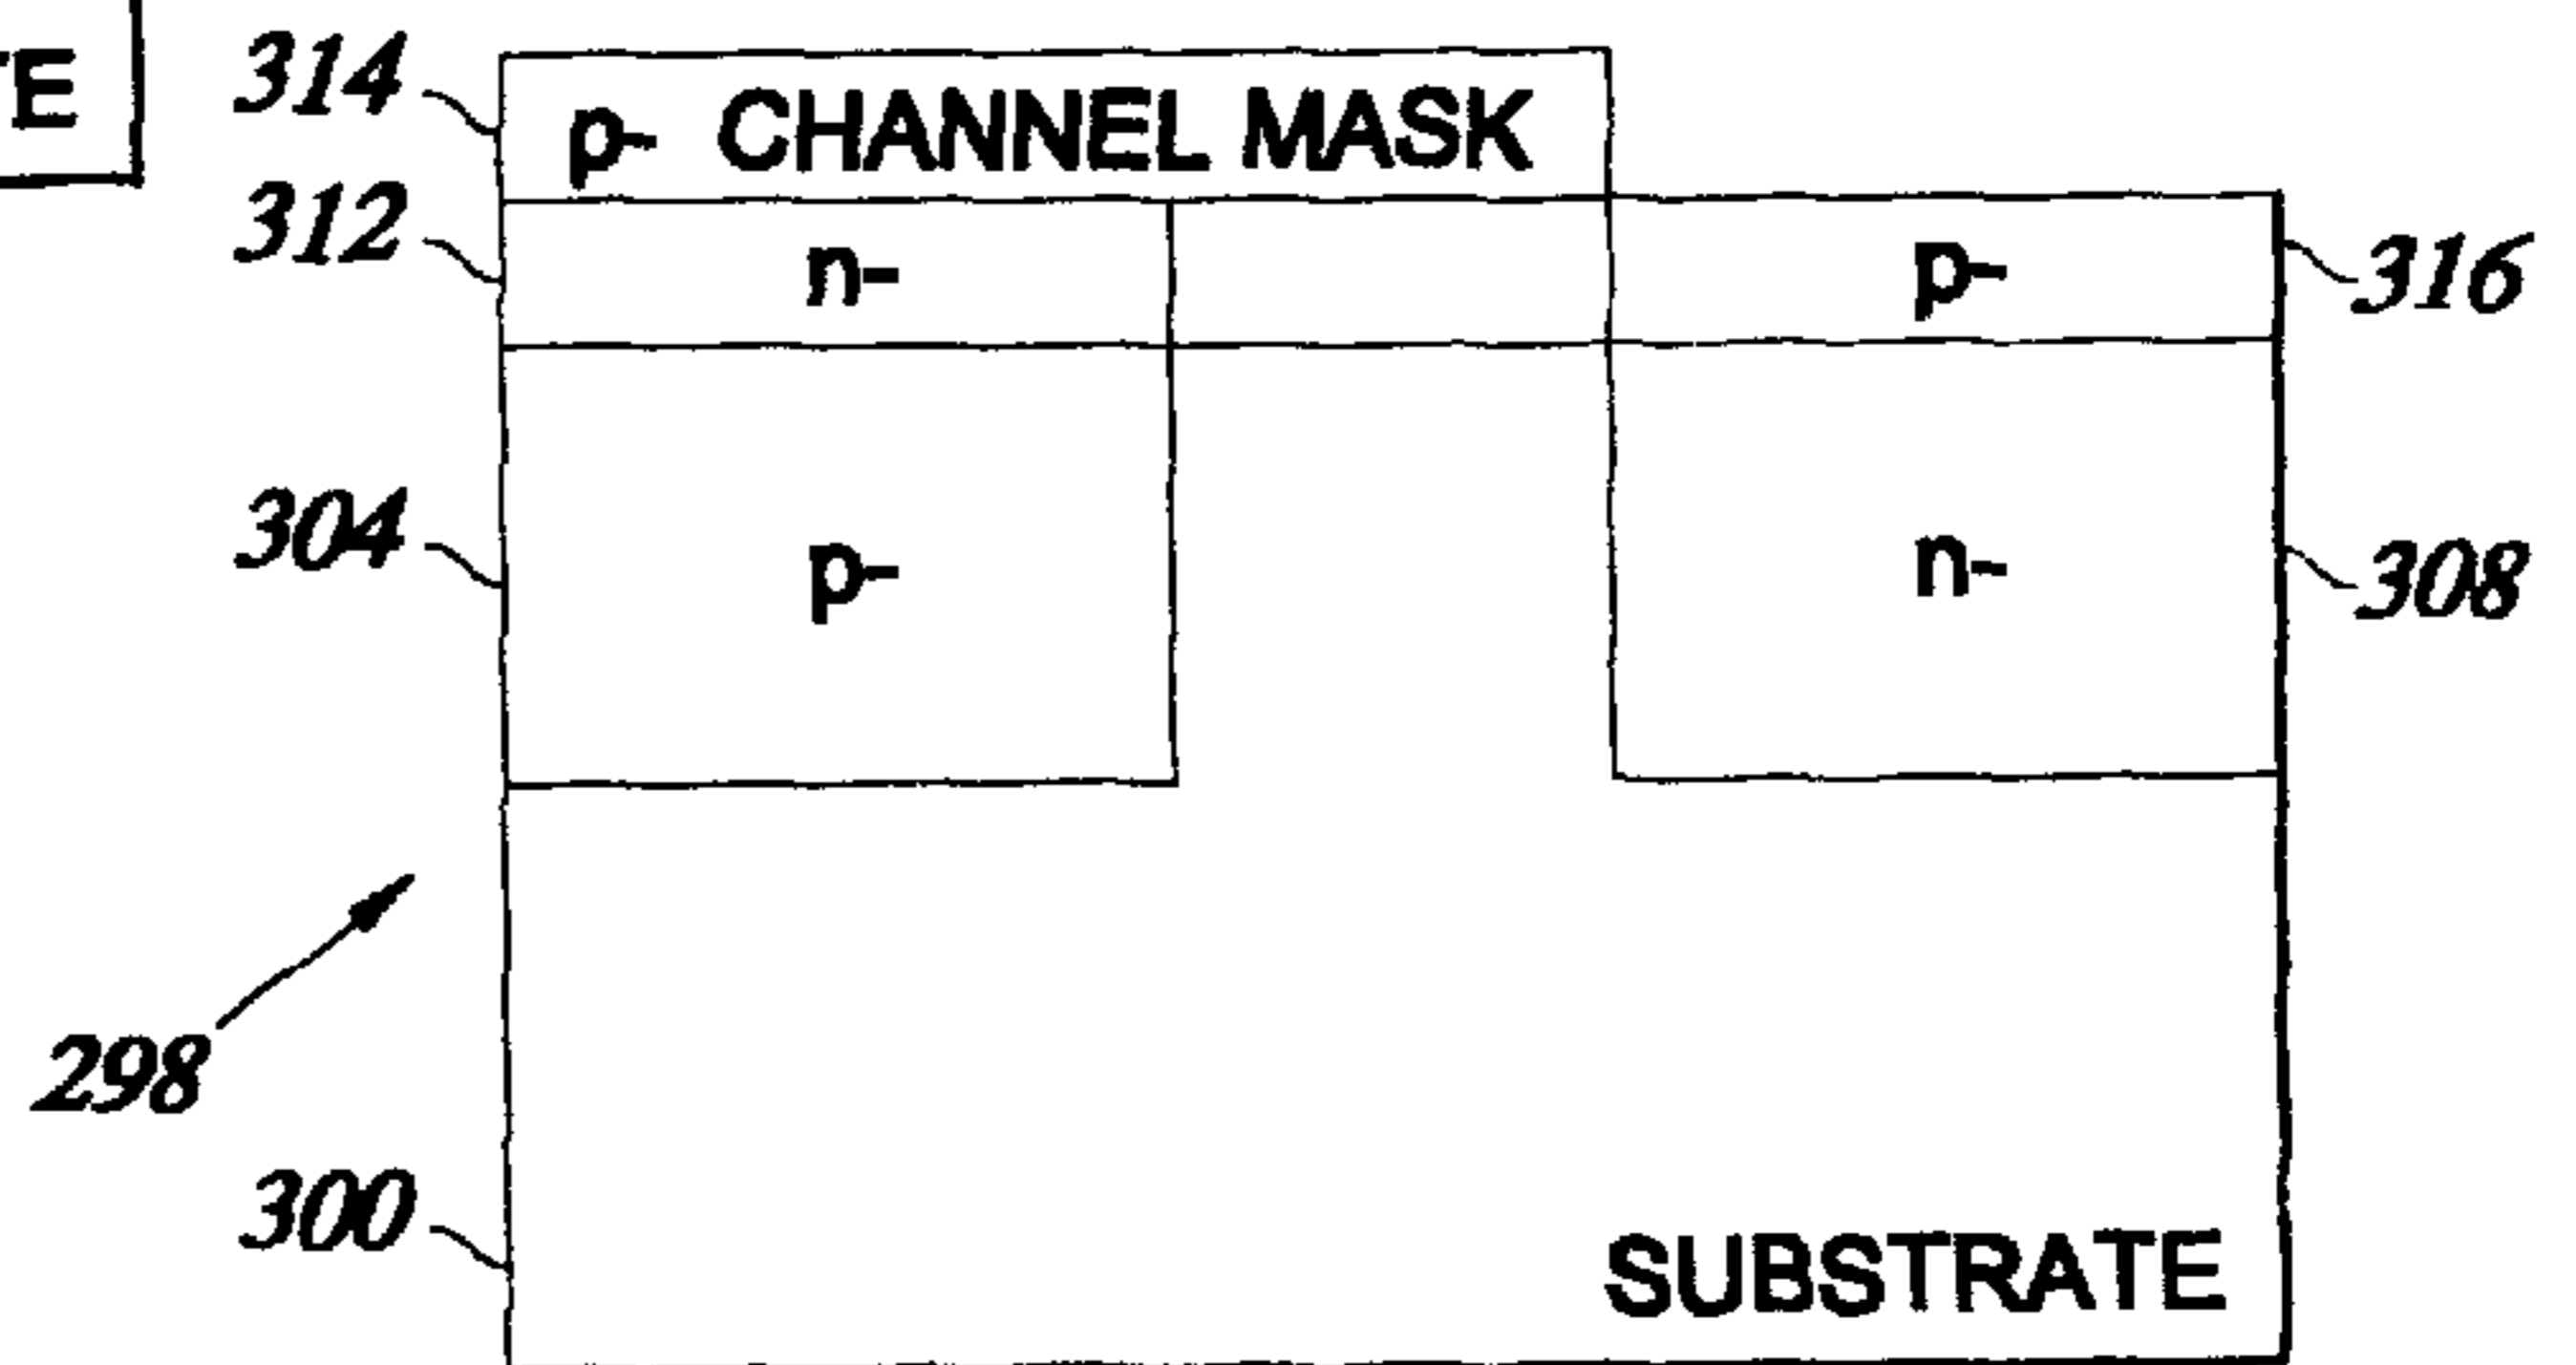 314
p- CHANNEL MASK
312
n-
p-
316
304
p-
n-
308
298
300
SUBSTRATE